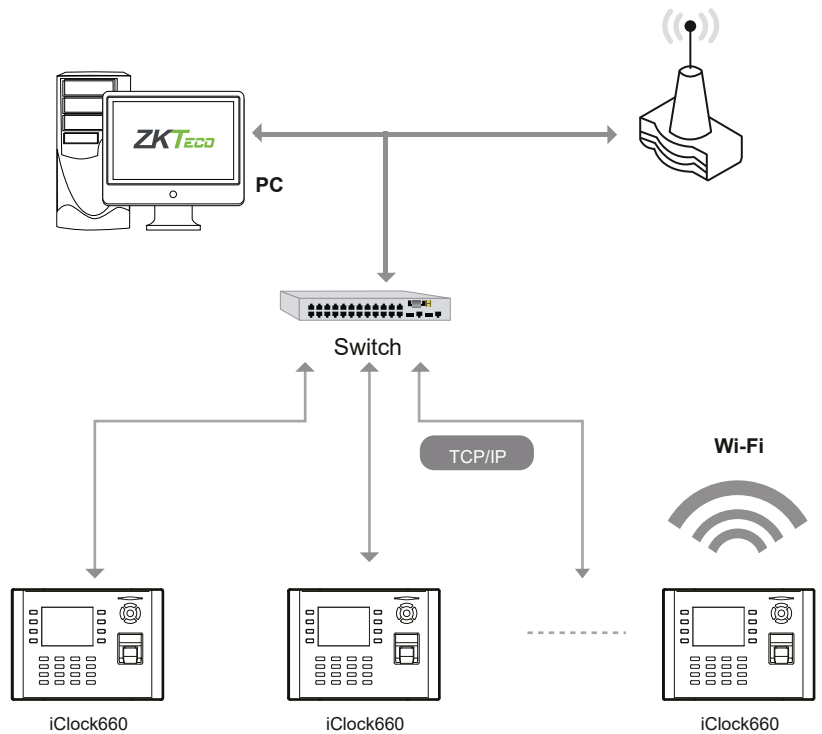 ZKTECO
PC
Switch
TCP/IP
Wi-Fi
iClock660
iClock660
iClock660